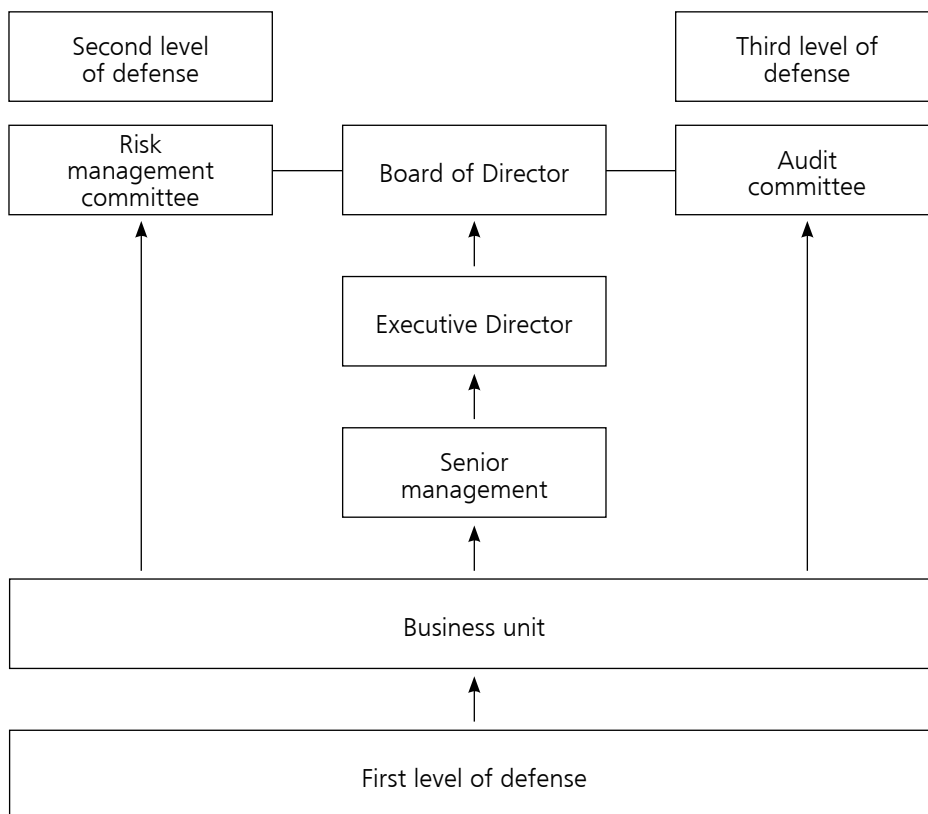 Second level
of defense
Third level of
defense
Risk
management
committee
Board of Director
Audit
committee
Executive Director
Senior
management
Business unit
First level of defense